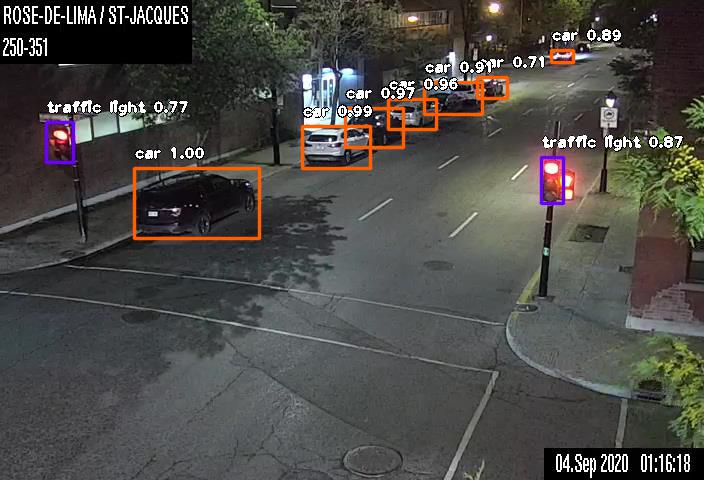 ROSE-DE-LIMA / ST-JACQUES
250-351
car 0.89
car 0.91
0.71
car 0.96
car 0.97
car 0.99
traffic light 0.77
traffic light 0.87
car 1.00
04.Sep 2020 01:16:18